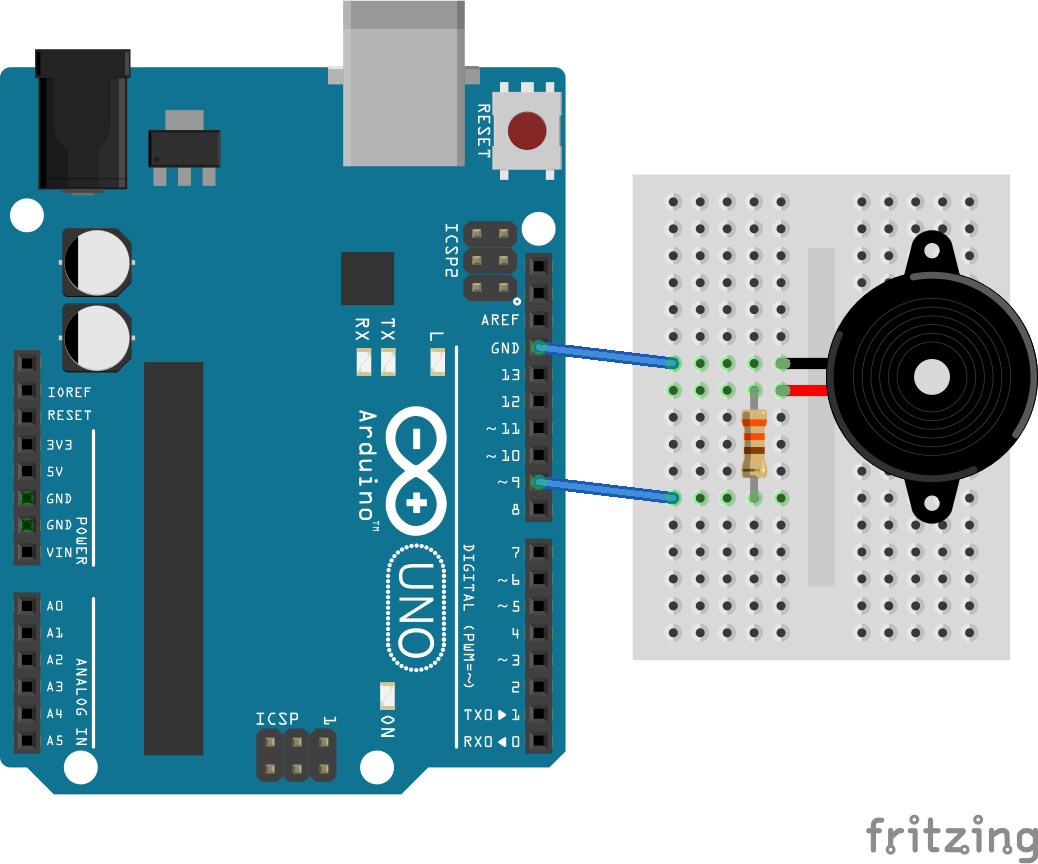 RESET
ICSP2
AREF
GND
RX
TX
L
13
IOREF
12
RESET
~11
3V3
~10
5V
~9
GND
8
GND
VIN
POWER
Arduino™
UNO
7
~6
~5
4
~3
2
TX0▶1
RX0◀0
DIGITAL (PWM=~)
A0
A1
A2
A3
A4
A5
ANALOG IN
ON
ICSP
1
fritzing